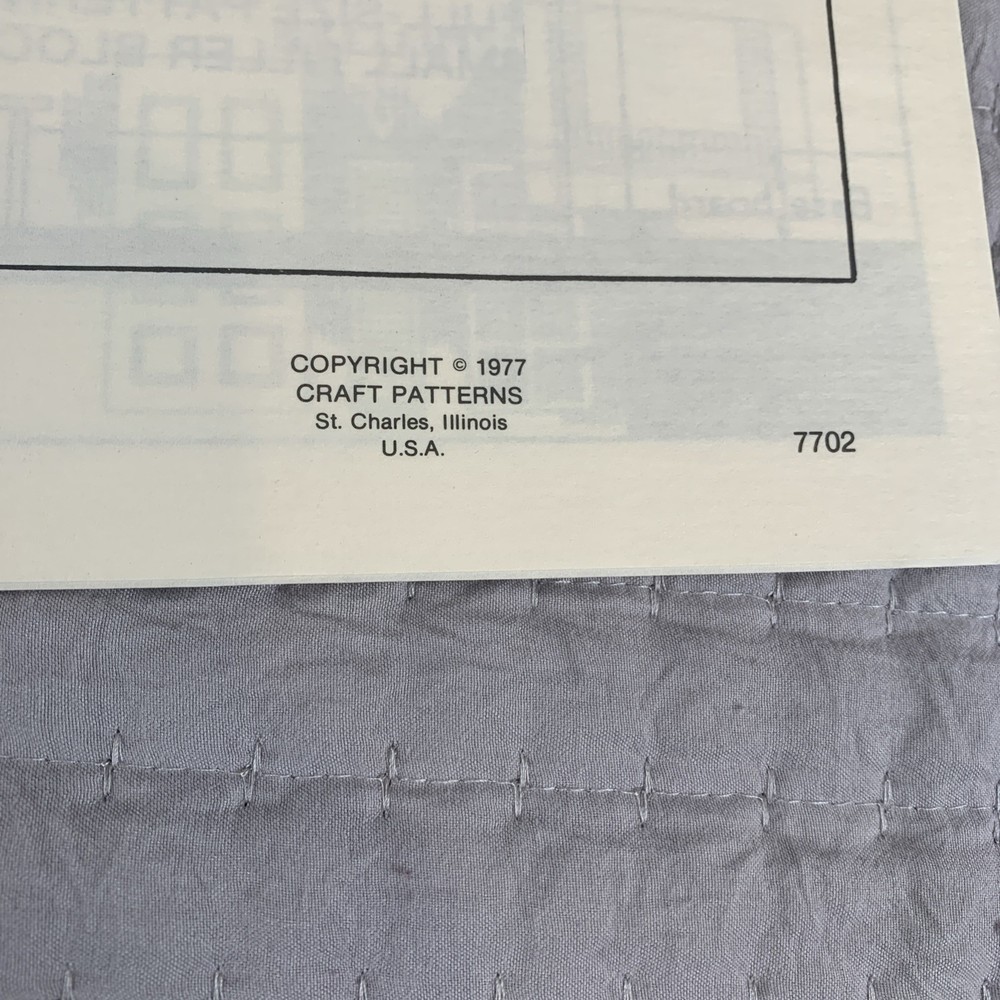 COPYRIGHT © 1977
CRAFT PATTERNS
St. Charles, Illinois
U.S.A.
7702